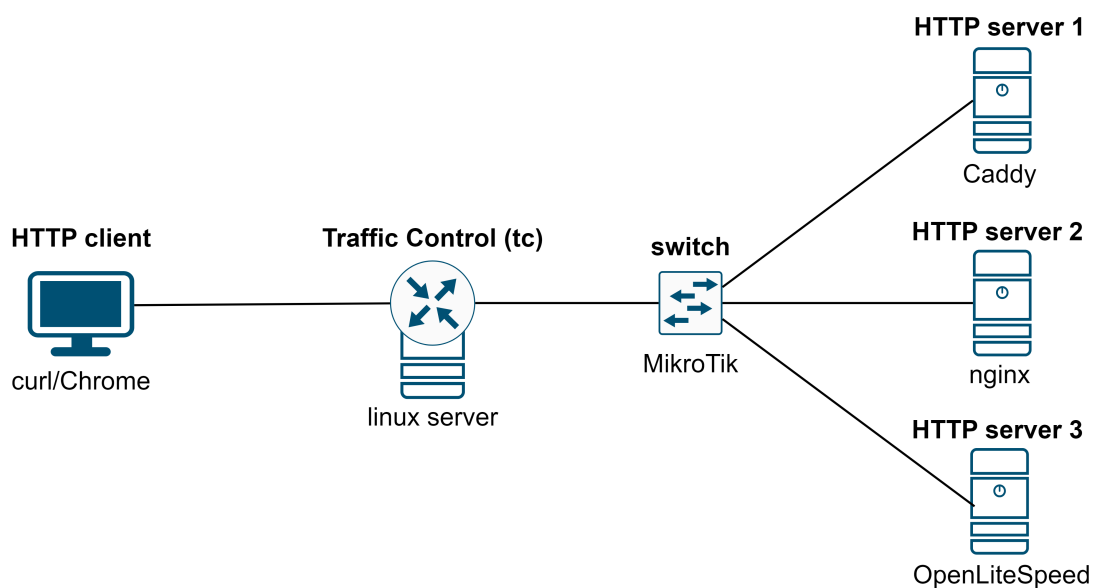 HTTP server 1
Caddy
HTTP client
curl/Chrome
Traffic Control (tc)
linux server
switch
MikroTik
HTTP server 2
nginx
HTTP server 3
OpenLiteSpeed